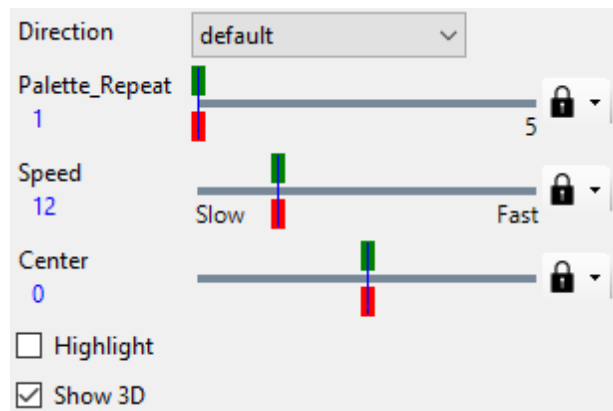 Direction
default
Palette_Repeat
1
5
Speed
12
Slow
Fast
Center
0
Highlight
Show 3D